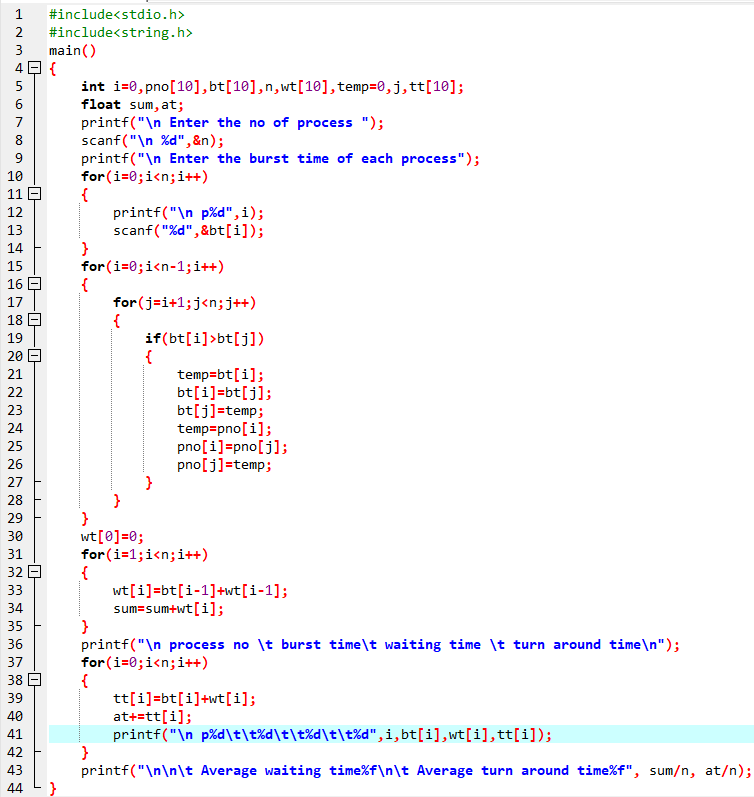 1 #include<stdio.h>
2 #include<string.h>
3 main()
4 {
5 int i=0,pno[10],bt[10],n,wt[10],temp=0,j,tt[10];
6 float sum,at;
7 printf("\n Enter the no of process ");
8 scanf("\n %d",&n);
9 printf("\n Enter the burst time of each process");
10 for(i=0;i<n;i++)
11 {
12 printf("\n p%d",i);
13 scanf("%d",&bt[i]);
14 }
15 for(i=0;i<n-1;i++)
16 {
17 for(j=i+1;j<n;j++)
18 {
19 if(bt[i]>bt[j])
20 {
21 temp=bt[i];
22 bt[i]=bt[j];
23 bt[j]=temp;
24 temp=pno[i];
25 pno[i]=pno[j];
26 pno[j]=temp;
27 }
28 }
29 }
30 wt[0]=0;
31 for(i=1;i<n;i++)
32 {
33 wt[i]=bt[i-1]+wt[i-1];
34 sum=sum+wt[i];
35 }
36 printf("\n process no \t burst time\t waiting time \t turn around time\n");
37 for(i=0;i<n;i++)
38 {
39 tt[i]=bt[i]+wt[i];
40 at+=tt[i];
41 printf("\n p%d\t\t%d\t\t%d\t\t%d",i,bt[i],wt[i],tt[i]);
42 }
43 printf("\n\n\t Average waiting time%f\n\t Average turn around time%f", sum/n, at/n);
44 }